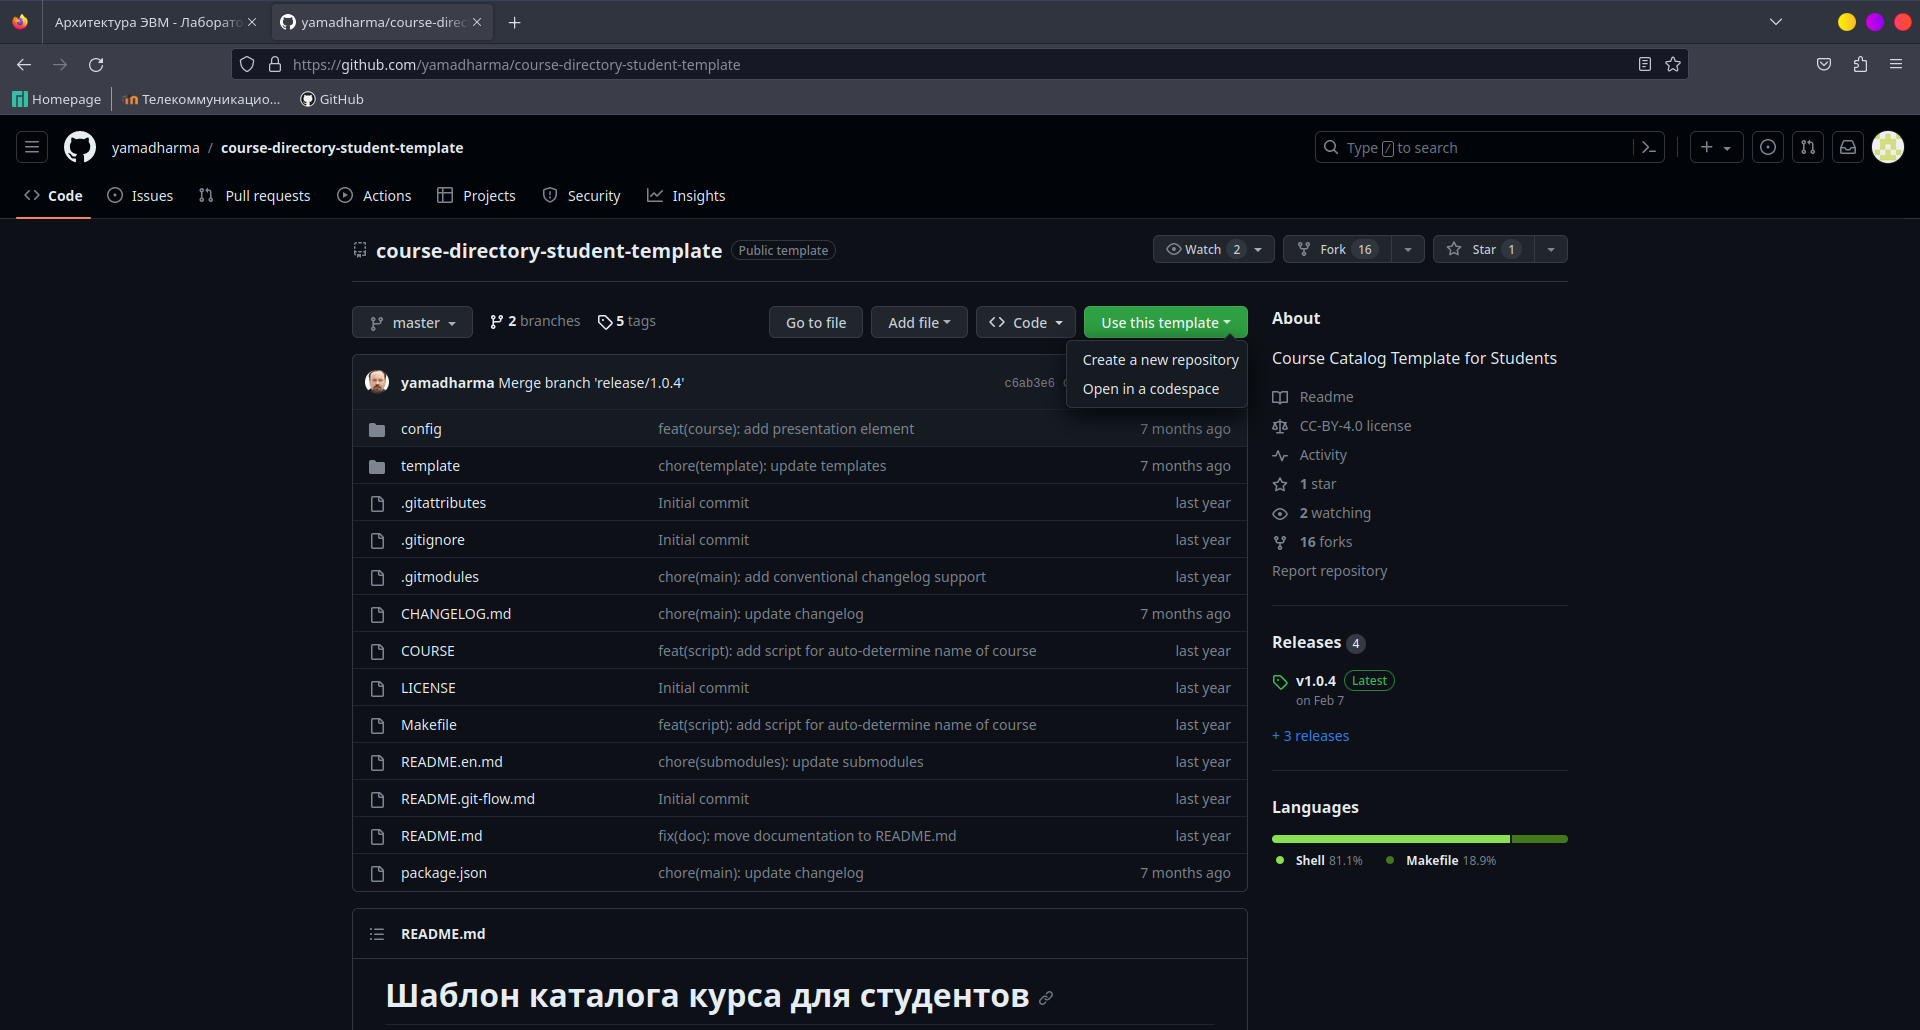 Архитектура ЭВМ - Лаборато
yamadharma/course-direc
https://github.com/yamadharma/course-directory-student-template
Homepage
Телекоммуникацио...
GitHub
yamadharma / course-directory-student-template
Type / to search
Code
Issues
Pull requests
Actions
Projects
Security
Insights
course-directory-student-template
Public template
Watch 2
Fork 16
Star 1
master
2 branches
5 tags
Go to file
Add file
Code
Use this template
Create a new repository
Open in a codespace
yamadharma Merge branch 'release/1.0.4'
c6ab3e6
config feat(course): add presentation element 7 months ago
template chore(template): update templates 7 months ago
.gitattributes Initial commit last year
.gitignore Initial commit last year
.gitmodules chore(main): add conventional changelog support last year
CHANGELOG.md chore(main): update changelog 7 months ago
COURSE feat(script): add script for auto-determine name of course last year
LICENSE Initial commit last year
Makefile feat(script): add script for auto-determine name of course last year
README.en.md chore(submodules): update submodules last year
README.git-flow.md Initial commit last year
README.md fix(doc): move documentation to README.md last year
package.json chore(main): update changelog 7 months ago
README.md
Шаблон каталога курса для студентов
About
Course Catalog Template for Students
Readme
CC-BY-4.0 license
Activity
1 star
2 watching
16 forks
Report repository
Releases 4
v1.0.4 Latest
on Feb 7
+ 3 releases
Languages
Shell 81.1% Makefile 18.9%